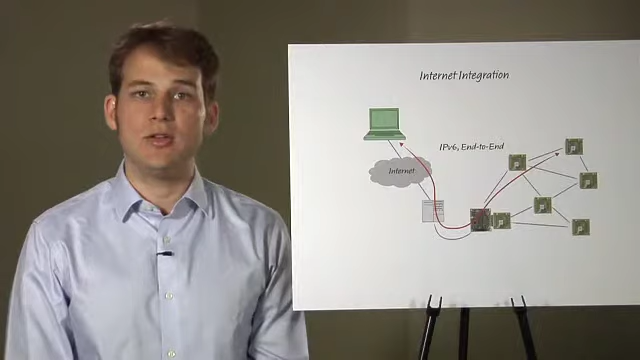 Internet Integration
IPv6, End-to-End
Internet